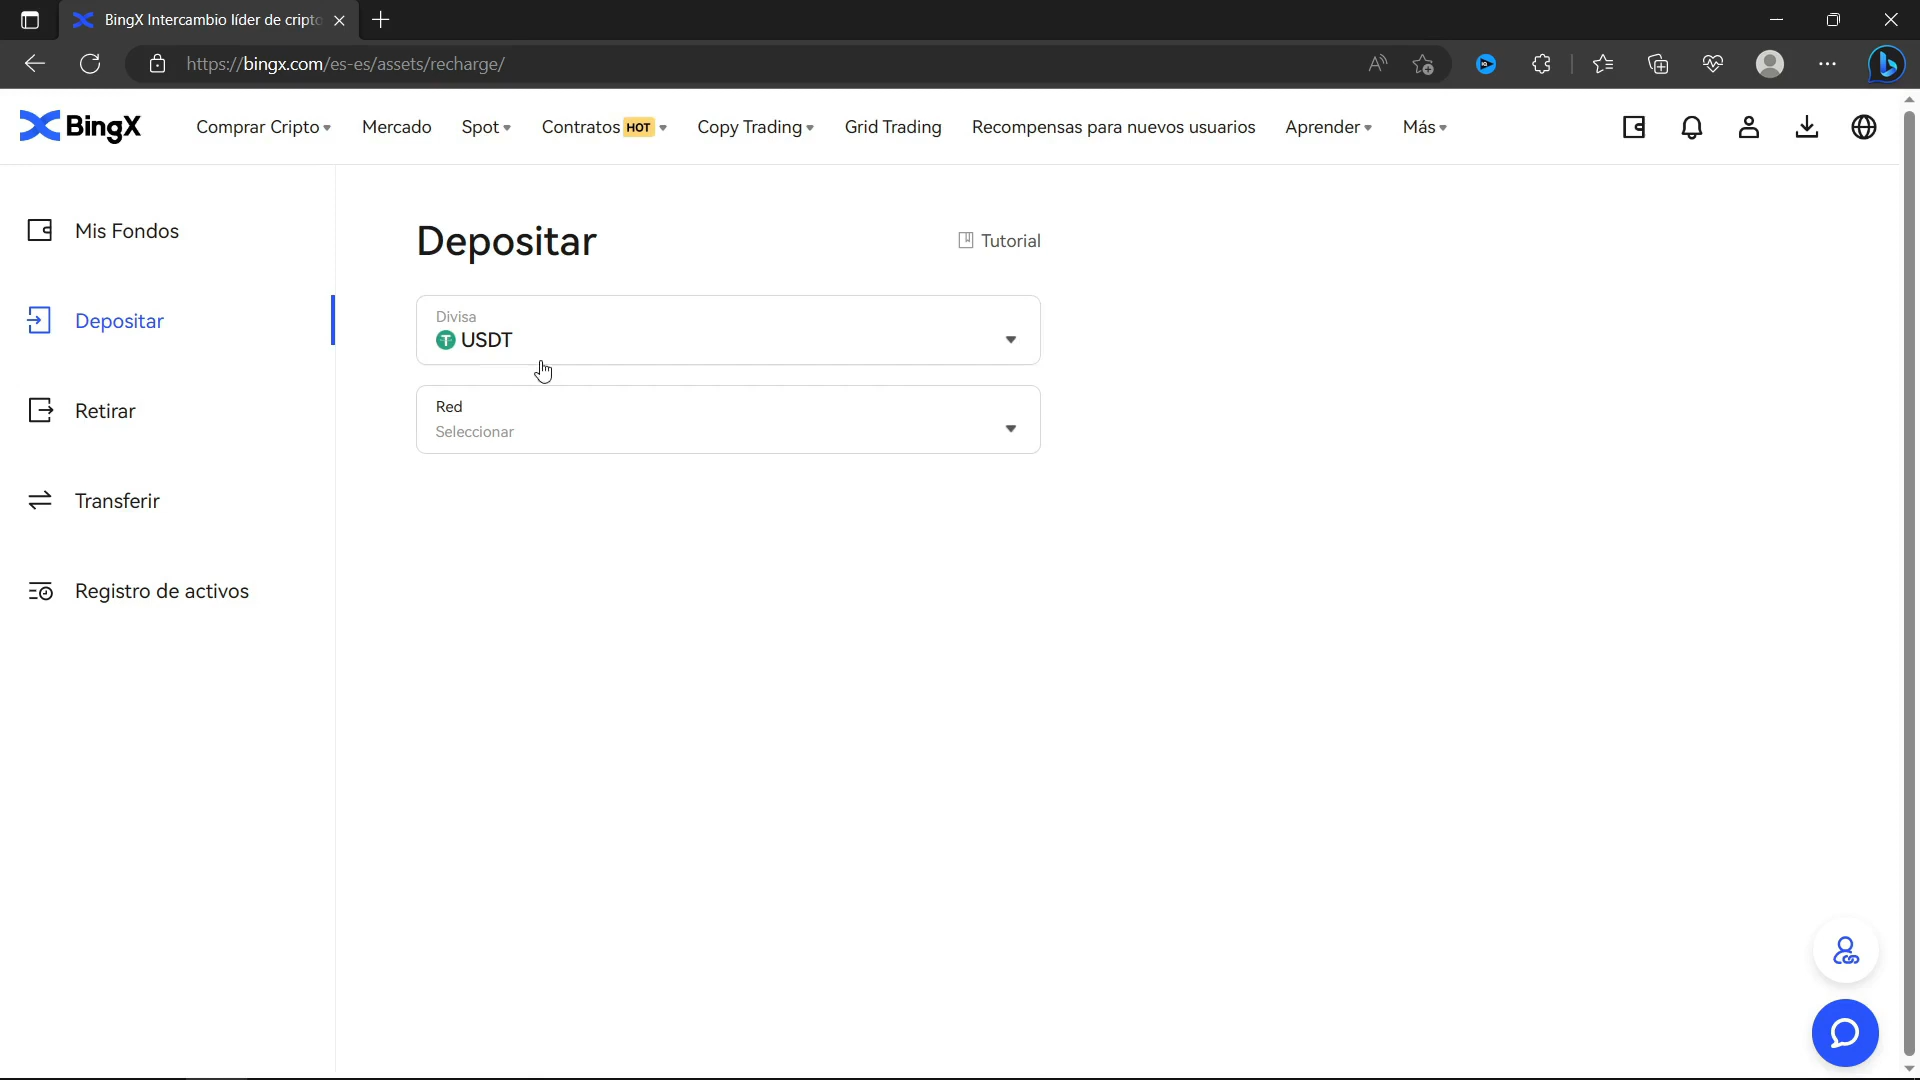 BingX Intercambio líder de cripto
https://bingx.com/es-es/assets/recharge/
BingX
Comprar Cripto
Mercado
Spot
Contratos HOT
Copy Trading
Grid Trading
Recompensas para nuevos usuarios
Aprender
Más
Mis Fondos
Depositar
Retirar
Transferir
Registro de activos
Depositar
Tutorial
Divisa
USDT
Red
Seleccionar